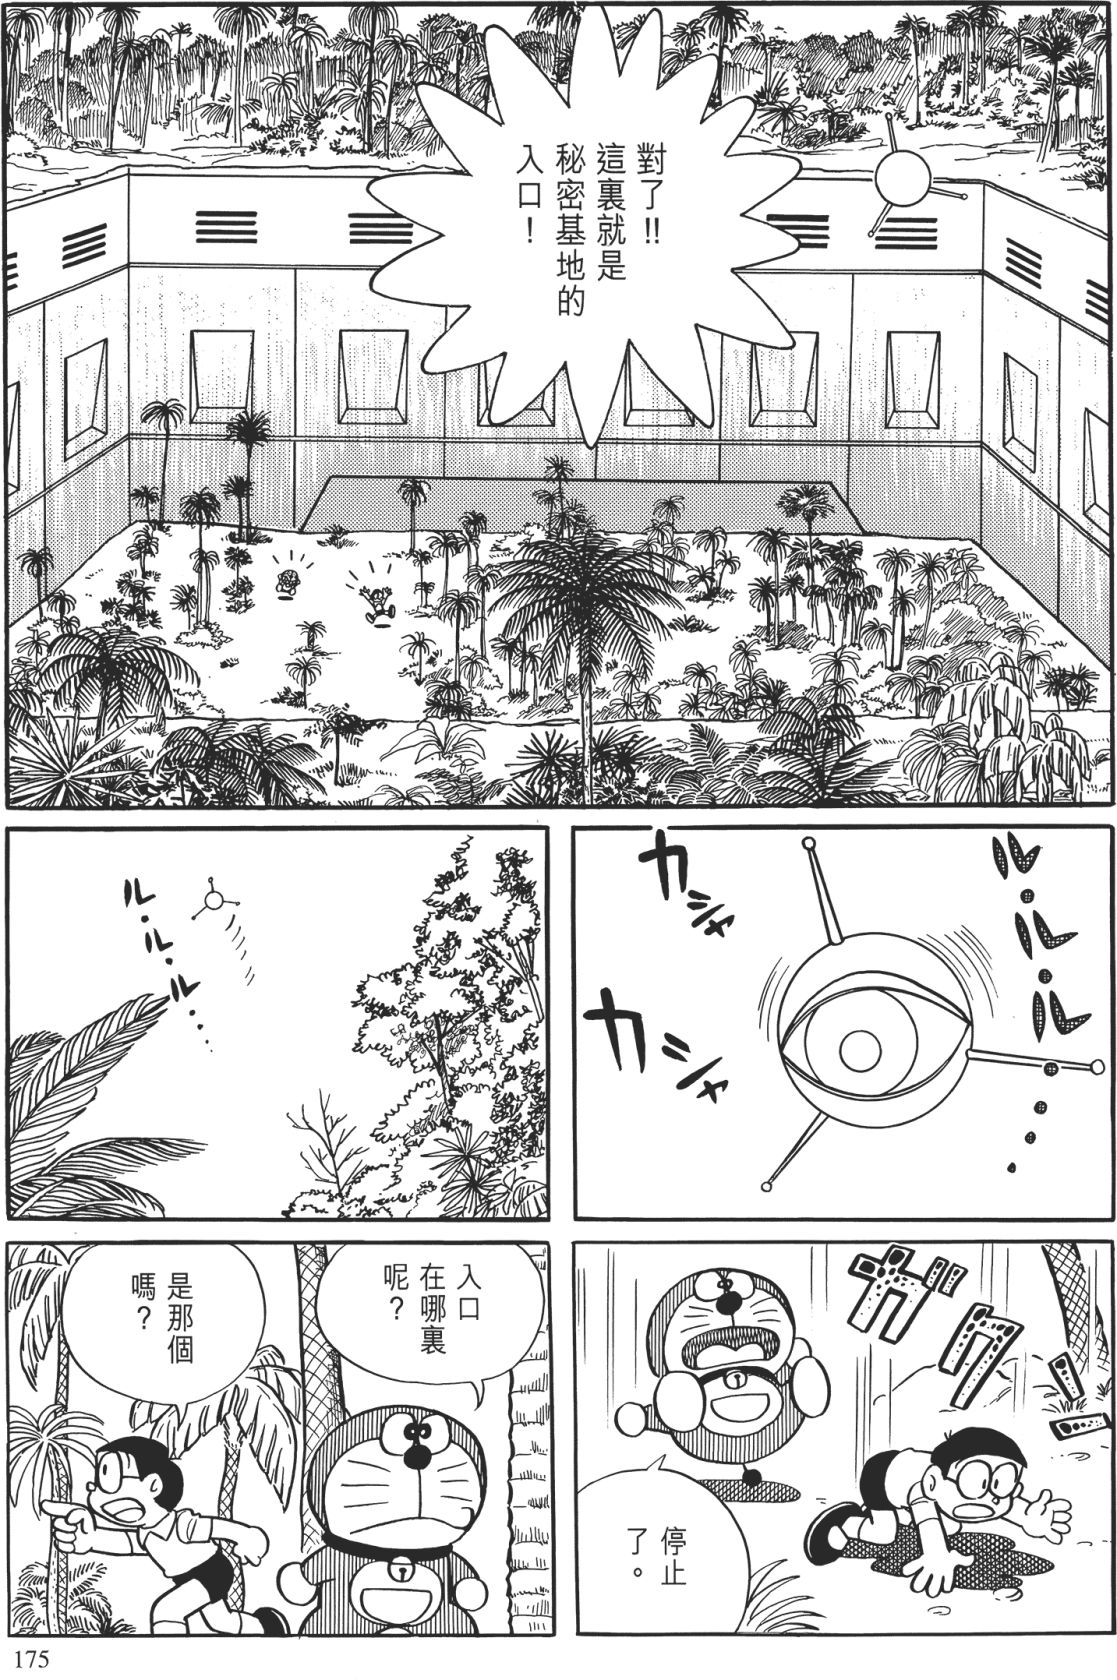 對了!!
這裏就是
秘密基地的
入口！
ル・ル・ル・・・・
カシャ
カシャ
ル・ル・ル・・・・
ガクン
停止
了。
入口
在哪裏
呢？
是那個
嗎？
175